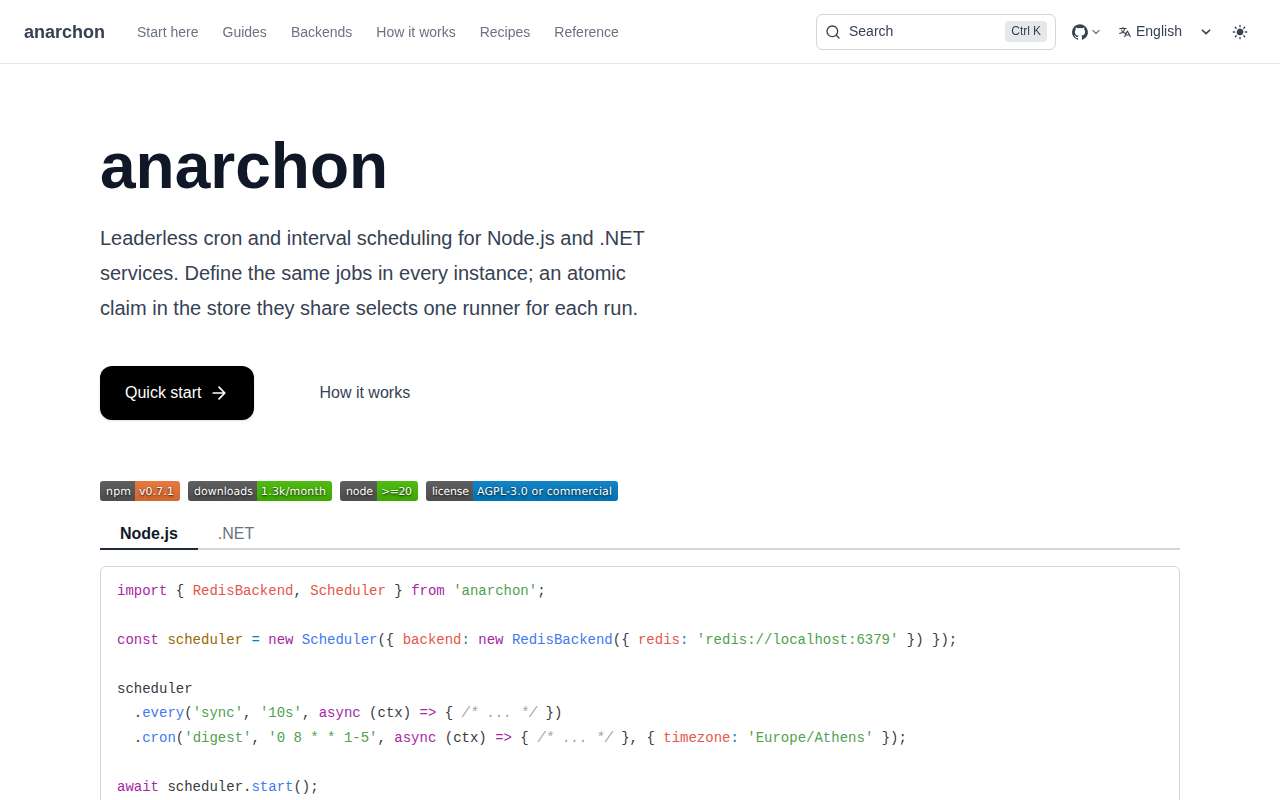 anarchon Start here Guides Backends How it works Recipes Reference Search Ctrl K English
anarchon
Leaderless cron and interval scheduling for Node.js and .NET
services. Define the same jobs in every instance; an atomic
claim in the store they share selects one runner for each run.
Quick start How it works
npm v0.7.1 downloads 1.3k/month node >=20 license AGPL-3.0 or commercial
Node.js .NET
import { RedisBackend, Scheduler } from 'anarchon';
const scheduler = new Scheduler({ backend: new RedisBackend({ redis: 'redis://localhost:6379' }) });
scheduler
  .every('sync', '10s', async (ctx) => { /* ... */ })
  .cron('digest', '0 8 * * 1-5', async (ctx) => { /* ... */ }, { timezone: 'Europe/Athens' });
await scheduler.start();